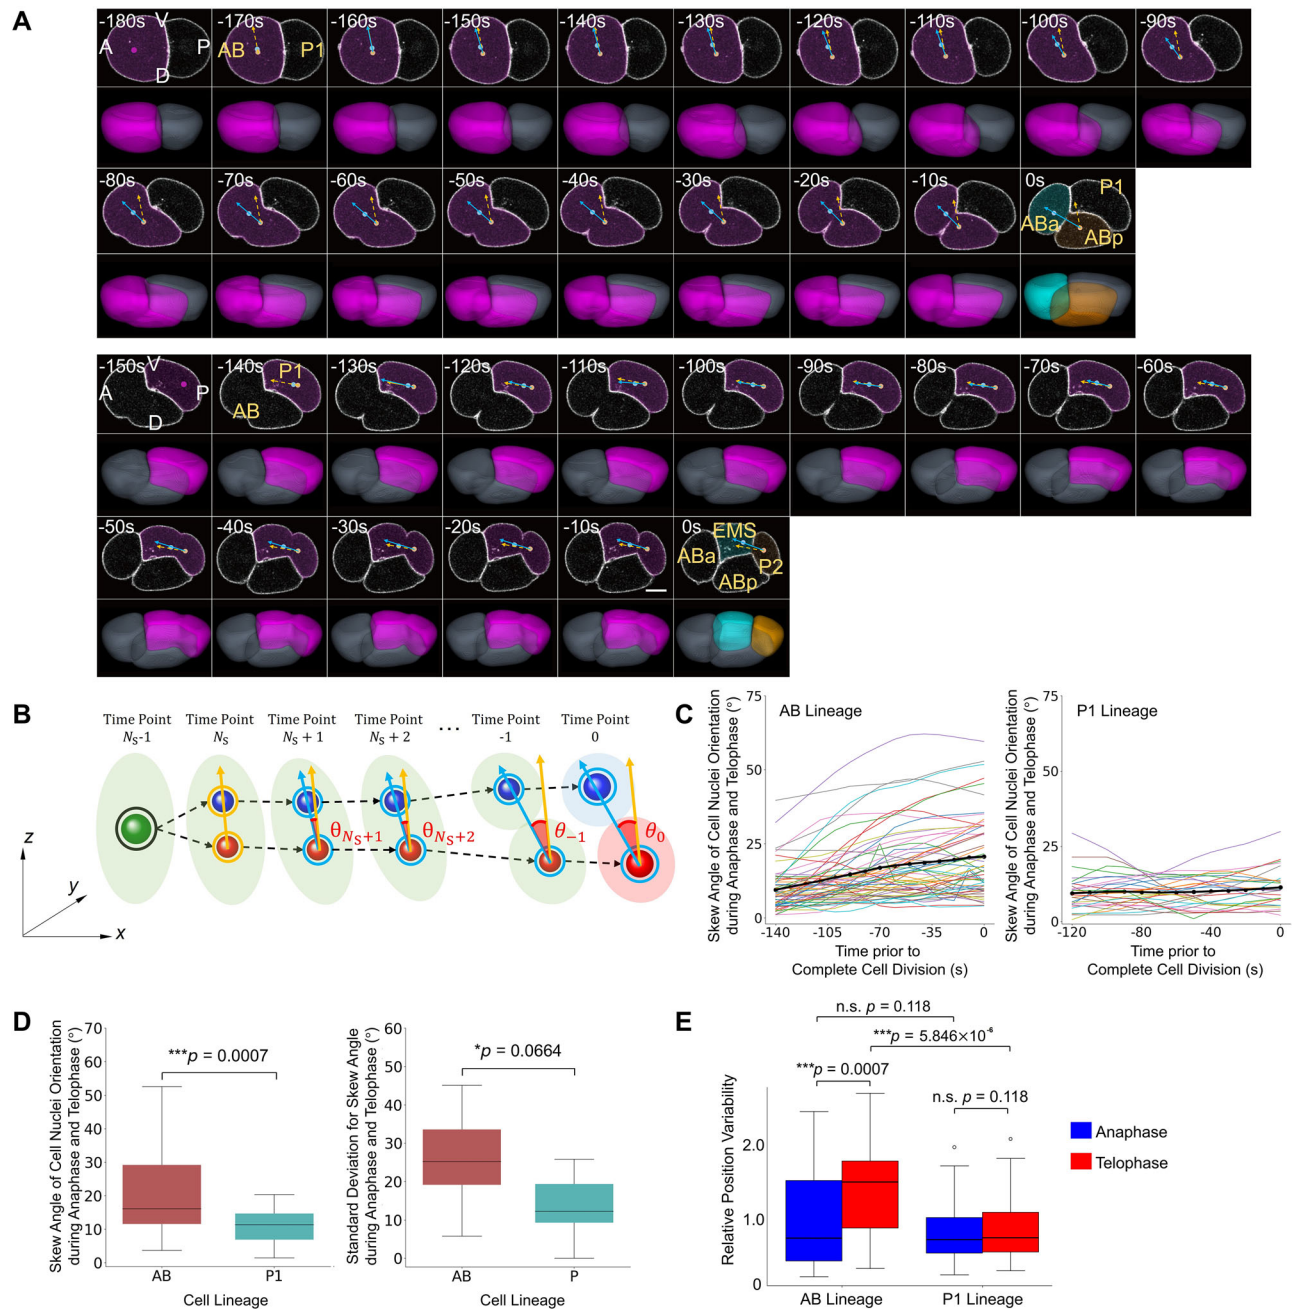 A
-180s
V
A
P
D
-170s
AB
P1
-160s
-150s
-140s
-130s
-120s
-110s
-100s
-90s
-80s
-70s
-60s
-50s
-40s
-30s
-20s
-10s
0s
P1
ABa
ABp
-150s
V
A
P
D
-140s
P1
AB
-130s
-120s
-110s
-100s
-90s
-80s
-70s
-60s
-50s
-40s
-30s
-20s
-10s
0s
EMS
ABa
P2
ABp
B
Time Point
N_S-1
Time Point
N_S
Time Point
N_S + 1
Time Point
N_S + 2
...
Time Point
-1
Time Point
0
θ_{N_S+1}
θ_{N_S+2}
θ_{-1}
θ_0
z
y
x
C
Skew Angle of Cell Nuclei Orientation
during Anaphase and Telophase (°)
75
50
25
0
AB Lineage
-140
-105
-70
-35
0
Time prior to
Complete Cell Division (s)
Skew Angle of Cell Nuclei Orientation
during Anaphase and Telophase (°)
75
50
25
0
P1 Lineage
-120
-80
-40
0
Time prior to
Complete Cell Division (s)
D
Skew Angle of Cell Nuclei Orientation
during Anaphase and Telophase (°)
70
60
50
40
30
20
10
0
***p = 0.0007
AB
P1
Cell Lineage
Standard Deviation for Skew Angle
during Anaphase and Telophase (°)
60
50
40
30
20
10
0
*p = 0.0664
AB
P
Cell Lineage
E
n.s. p = 0.118
***p = 5.846×10⁻⁶
***p = 0.0007
n.s. p = 0.118
Relative Position Variability
2.0
1.0
0
AB Lineage
P1 Lineage
Anaphase
Telophase